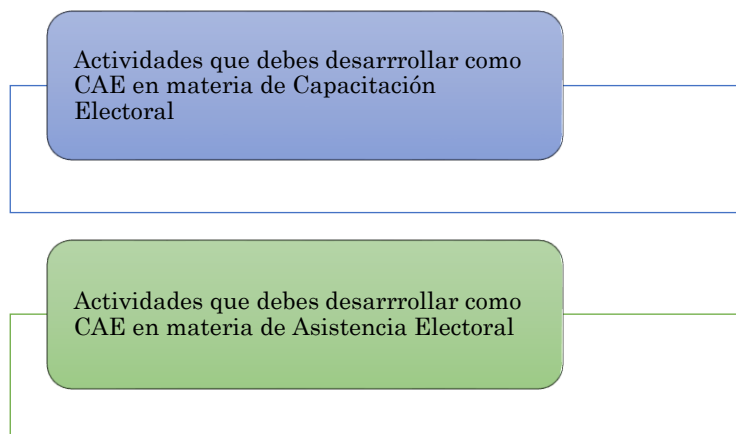 Actividades que debes desarrrollar como
CAE en materia de Capacitación
Electoral
Actividades que debes desarrrollar como
CAE en materia de Asistencia Electoral